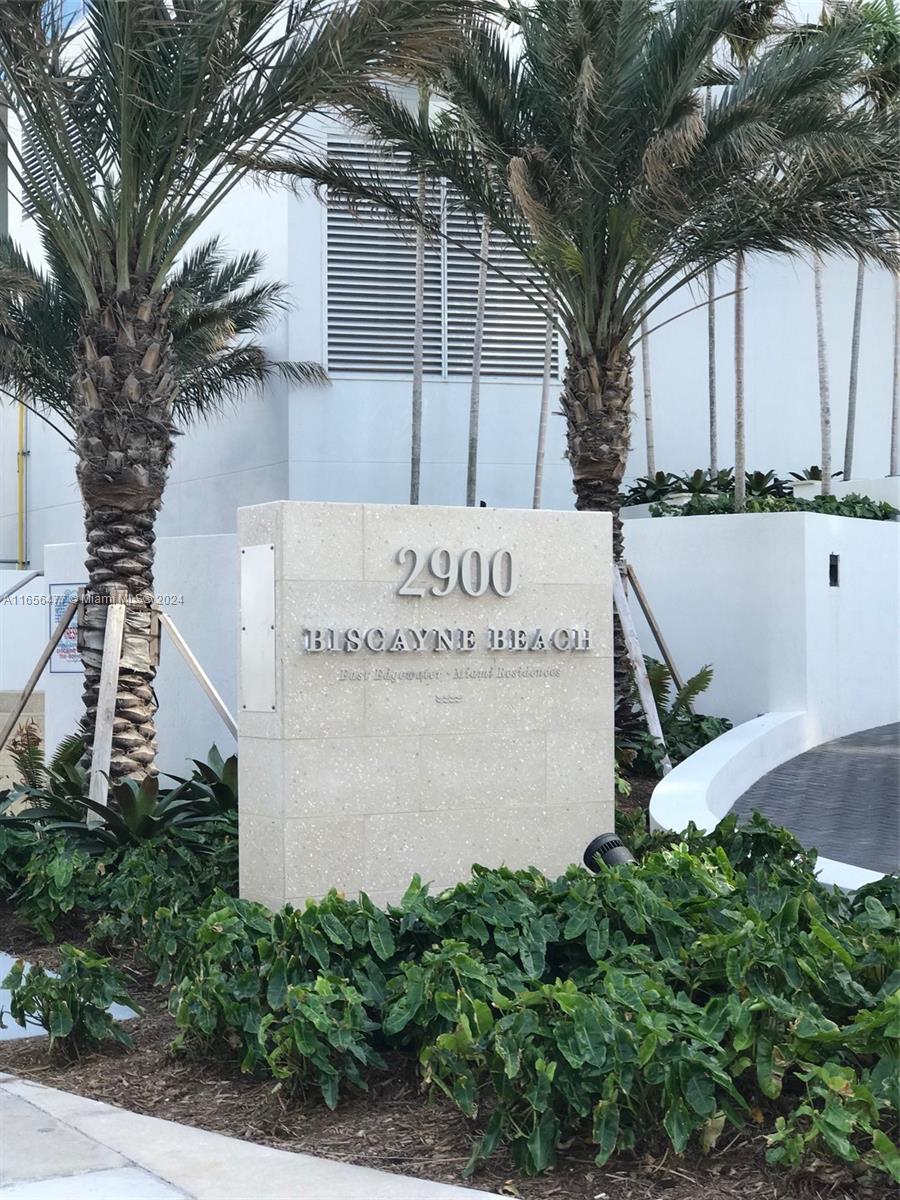 2900
BISCAYNE BEACH
East Edgewater · Miami Residences
A11656477 © Miami MLS © 2024